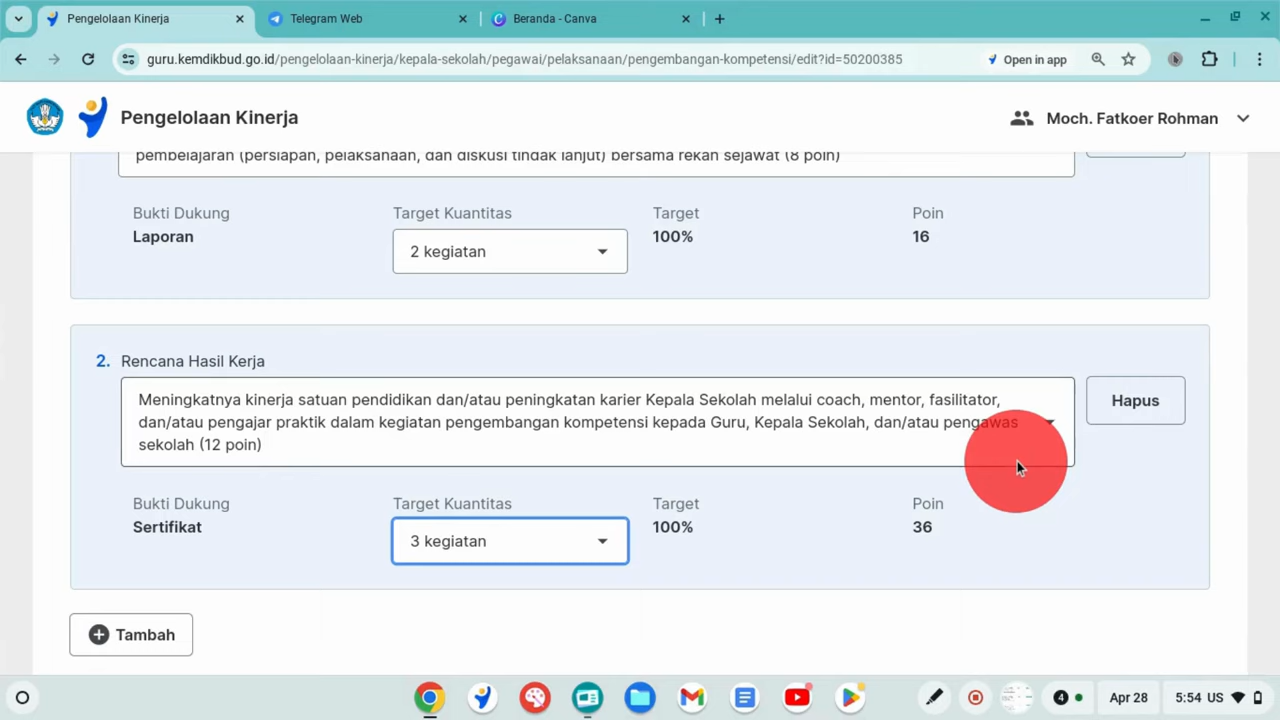 Pengelolaan Kinerja
Telegram Web
Beranda - Canva
guru.kemdikbud.go.id/pengelolaan-kinerja/kepala-sekolah/pegawai/pelaksanaan/pengembangan-kompetensi/edit?id=50200385
Open in app
Pengelolaan Kinerja
Moch. Fatkoer Rohman
pembelajaran (persiapan, pelaksanaan, dan diskusi tindak lanjut) bersama rekan sejawat (8 poin)
Bukti Dukung
Target Kuantitas
Target
Poin
Laporan
2 kegiatan
100%
16
2. Rencana Hasil Kerja
Meningkatnya kinerja satuan pendidikan dan/atau peningkatan karier Kepala Sekolah melalui coach, mentor, fasilitator,
dan/atau pengajar praktik dalam kegiatan pengembangan kompetensi kepada Guru, Kepala Sekolah, dan/atau pengawas
sekolah (12 poin)
Hapus
Bukti Dukung
Target Kuantitas
Target
Poin
Sertifikat
3 kegiatan
100%
36
Tambah
4
Apr 28
5:54 US